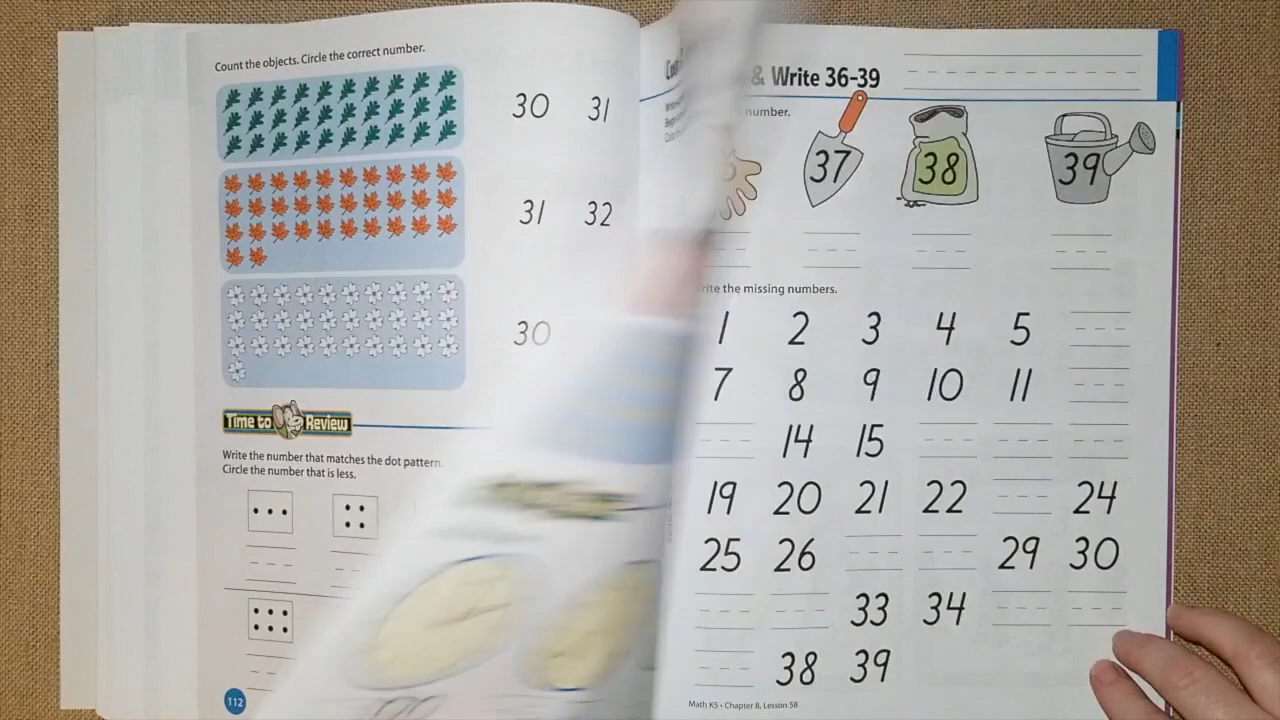 Count the objects. Circle the correct number.
30 31
31 32
30
Time to Review
Write the number that matches the dot pattern.
Circle the number that is less.
112
& Write 36–39
number.
37 38 39
the missing numbers.
1 2 3 4 5
7 8 9 10 11
14 15
19 20 21 22 24
25 26 29 30
33 34
38 39
Math K5 • Chapter 8, Lesson 58